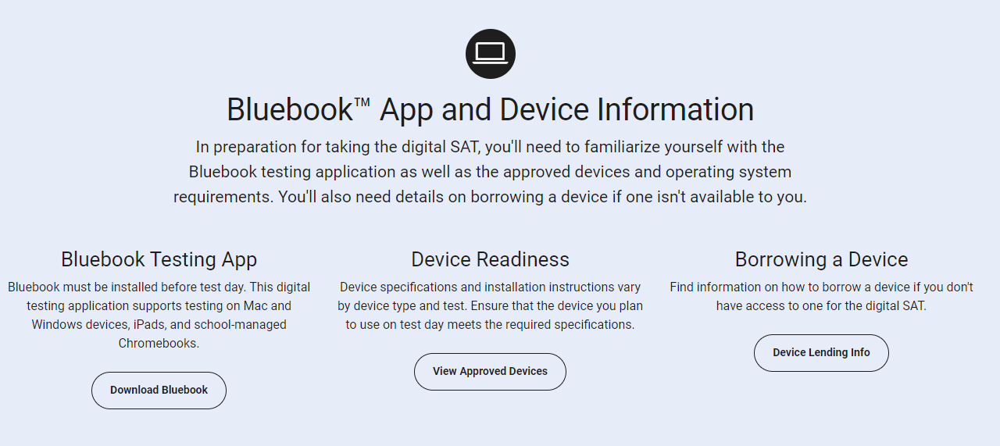 Bluebook™ App and Device Information
In preparation for taking the digital SAT, you'll need to familiarize yourself with the
Bluebook testing application as well as the approved devices and operating system
requirements. You'll also need details on borrowing a device if one isn't available to you.
Bluebook Testing App
Bluebook must be installed before test day. This digital
testing application supports testing on Mac and
Windows devices, iPads, and school-managed
Chromebooks.
Download Bluebook
Device Readiness
Device specifications and installation instructions vary
by device type and test. Ensure that the device you plan
to use on test day meets the required specifications.
View Approved Devices
Borrowing a Device
Find information on how to borrow a device if you don't
have access to one for the digital SAT.
Device Lending Info